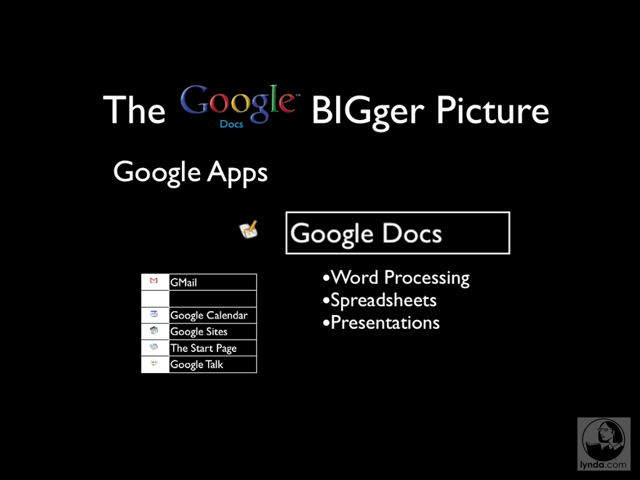 The Google™ BIGger Picture
Docs
Google Apps
Google Docs
•Word Processing
•Spreadsheets
•Presentations
GMail
Google Calendar
Google Sites
The Start Page
Google Talk
lynda.com